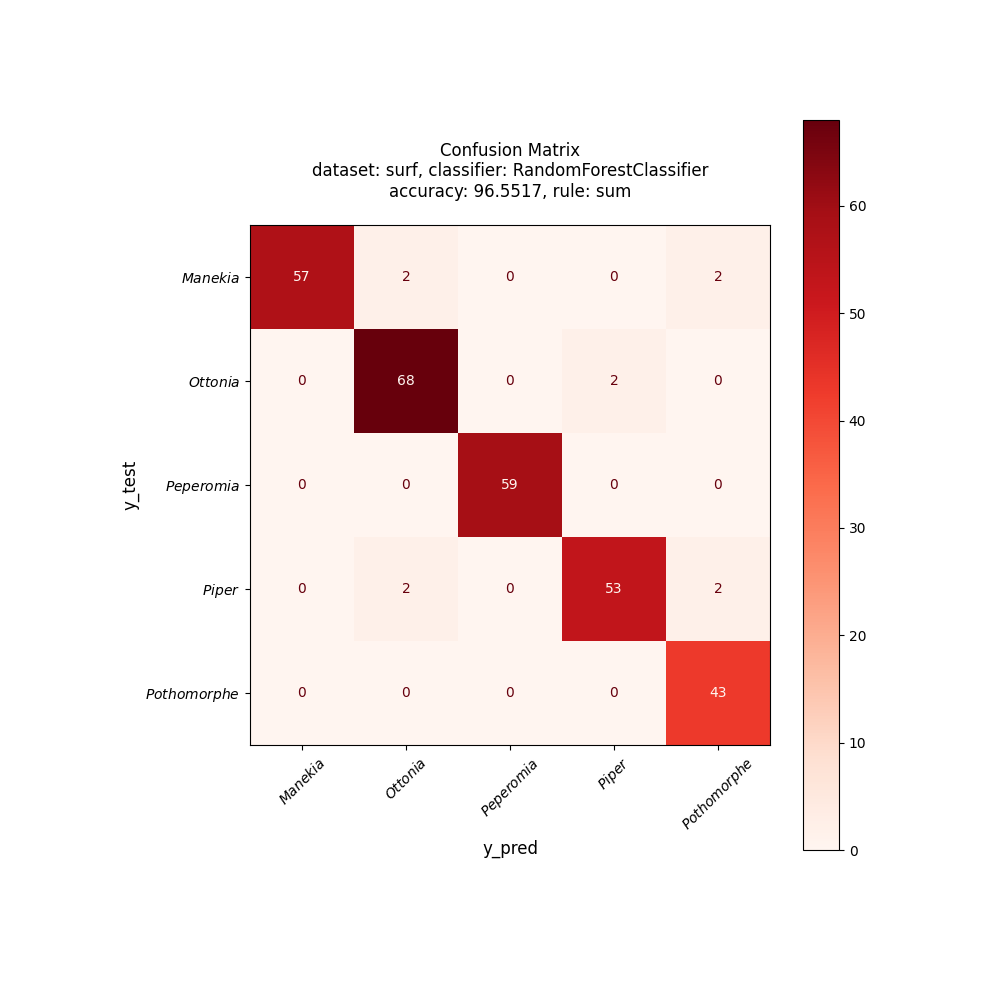 Confusion Matrix
dataset: surf, classifier: RandomForestClassifier
accuracy: 96.5517, rule: sum
y_test
Manekia 57 2 0 0 2
Ottonia 0 68 0 2 0
Peperomia 0 0 59 0 0
Piper 0 2 0 53 2
Pothomorphe 0 0 0 0 43
Manekia Ottonia Peperomia Piper Pothomorphe
y_pred
60
50
40
30
20
10
0